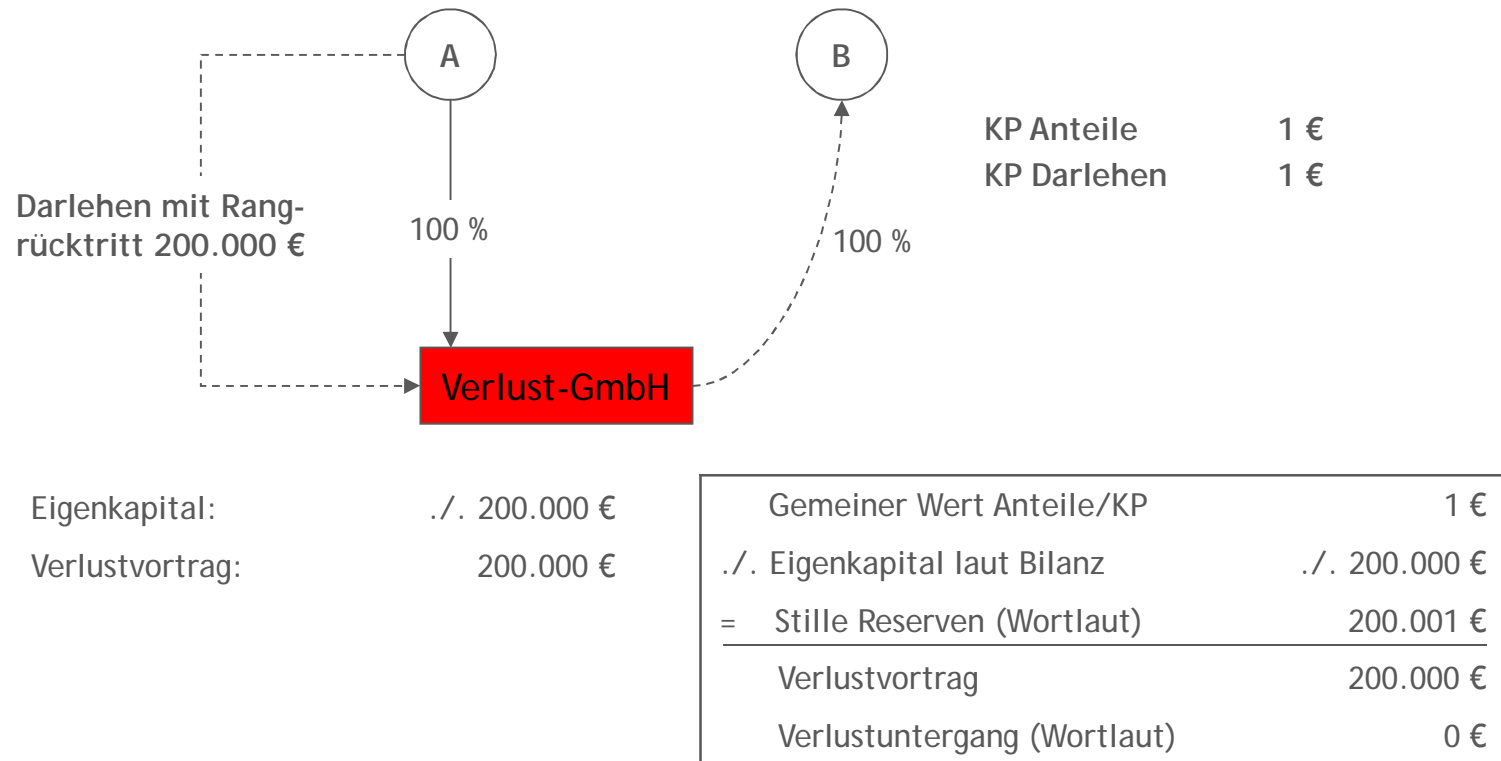 A
B
KP Anteile 1 €
KP Darlehen 1 €
Darlehen mit Rang-
rücktritt 200.000 €
100 %
100 %
Verlust-GmbH
Eigenkapital: ./. 200.000 €
Verlustvortrag: 200.000 €
Gemeiner Wert Anteile/KP 1 €
./. Eigenkapital laut Bilanz ./. 200.000 €
= Stille Reserven (Wortlaut) 200.001 €
Verlustvortrag 200.000 €
Verlustuntergang (Wortlaut) 0 €